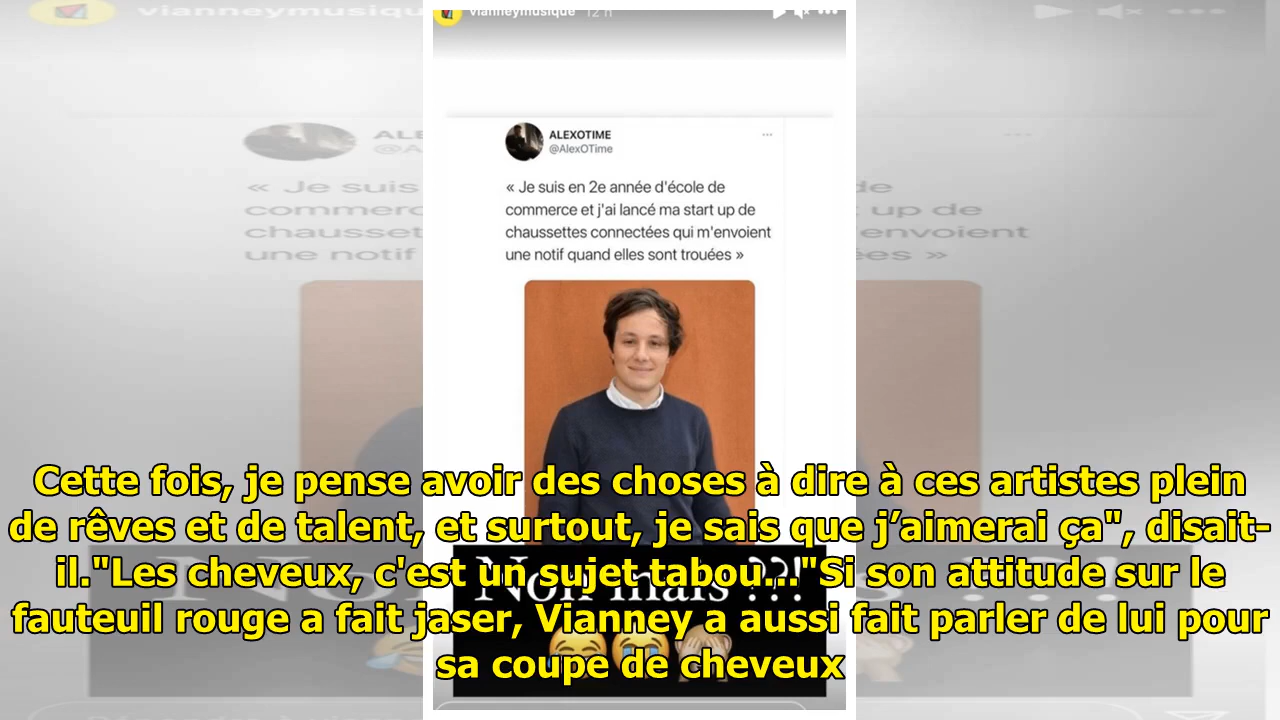 vianneymusique 12 h
ALEXOTIME
@AlexOTime
« Je suis en 2e année d'école de
commerce et j'ai lancé ma start up de
chaussettes connectées qui m'envoient
une notif quand elles sont trouées »
Cette fois, je pense avoir des choses à dire à ces artistes plein
de rêves et de talent, et surtout, je sais que j’aimerai ça", disait-
il."Les cheveux, c'est un sujet tabou..."Si son attitude sur le
fauteuil rouge a fait jaser, Vianney a aussi fait parler de lui pour
sa coupe de cheveux
Non mais ??!